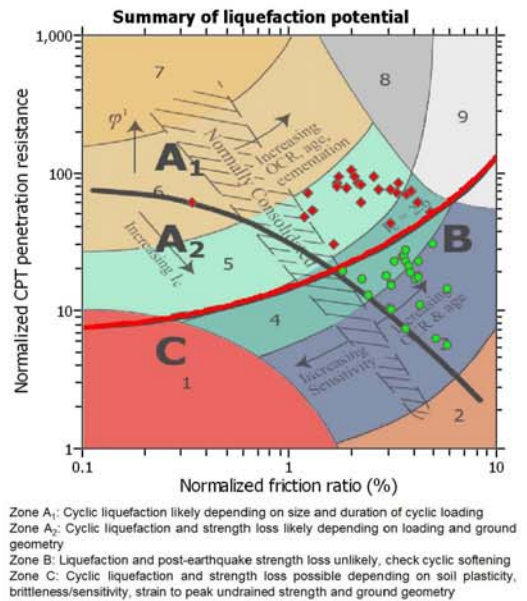 Summary of liquefaction potential
1,000
7
8
9
φ'
A1
Increasing
OCR, age,
cementation
Normally Consolidated
100
6
A2
B
Increasing Ic
5
10
4
C
1
Increasing
Sensitivity
Increasing
OCR & age
2
1
0.1
1
10
Normalized CPT penetration resistance
Normalized friction ratio (%)
Zone A1: Cyclic liquefaction likely depending on size and duration of cyclic loading
Zone A2: Cyclic liquefaction and strength loss likely depending on loading and ground
geometry
Zone B: Liquefaction and post-earthquake strength loss unlikely, check cyclic softening
Zone C: Cyclic liquefaction and strength loss possible depending on soil plasticity,
brittleness/sensitivity, strain to peak undrained strength and ground geometry